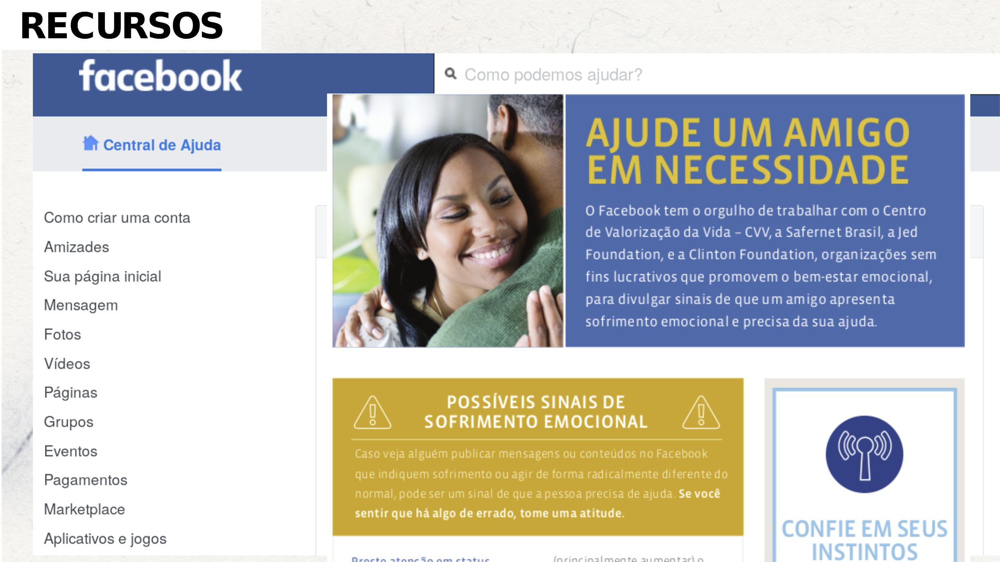 RECURSOS
facebook
Como podemos ajudar?
Central de Ajuda
Como criar uma conta
Amizades
Sua página inicial
Mensagem
Fotos
Vídeos
Páginas
Grupos
Eventos
Pagamentos
Marketplace
Aplicativos e jogos
AJUDE UM AMIGO
EM NECESSIDADE
O Facebook tem o orgulho de trabalhar com o Centro
de Valorização da Vida – CVV, a Safernet Brasil, a Jed
Foundation, e a Clinton Foundation, organizações sem
fins lucrativos que promovem o bem-estar emocional,
para divulgar sinais de que um amigo apresenta
sofrimento emocional e precisa da sua ajuda.
POSSÍVEIS SINAIS DE
SOFRIMENTO EMOCIONAL
Caso veja alguém publicar mensagens ou conteúdos no Facebook
que indiquem sofrimento ou agir de forma radicalmente diferente do
normal, pode ser um sinal de que a pessoa precisa de ajuda. Se você
sentir que há algo de errado, tome uma atitude.
Preste atenção em status
(principalmente aumentar) o
CONFIE EM SEUS
INSTINTOS